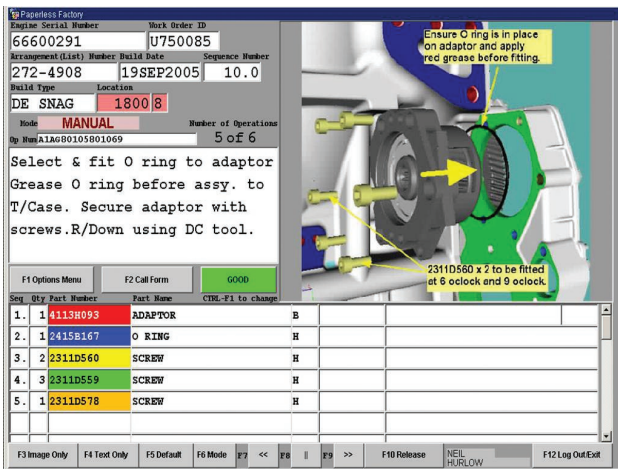 Paperless Factory
Engine Serial Number Work Order ID
66600291 U750085
Arrangement(List) Number Build Date Sequence Number
272-4908 19SEP2005 10.0
Build Type Location
DE SNAG 1800 8
Mode MANUAL Number of Operations
Op Num A1AG80105801069 5 of 6
Select & fit O ring to adaptor
Grease O ring before assy. to
T/Case. Secure adaptor with
screws.R/Down using DC tool.
F1 Options Menu F2 Call Form GOOD
Ensure O ring is in place
on adaptor and apply
red grease before fitting.
2311D560 x 2 to be fitted
at 6 oclock and 9 oclock.
Seq Qty Part Number Part Name CTRL-F1 to change
1. 1 4113H093 ADAPTOR B
2. 1 2415B167 O RING H
3. 2 2311D560 SCREW H
4. 3 2311D559 SCREW H
5. 1 2311D578 SCREW H
F3 Image Only F4 Text Only F5 Default F6 Mode F7 << F8 || F9 >> F10 Release NEIL HURLOW F12 Log Out/Exit